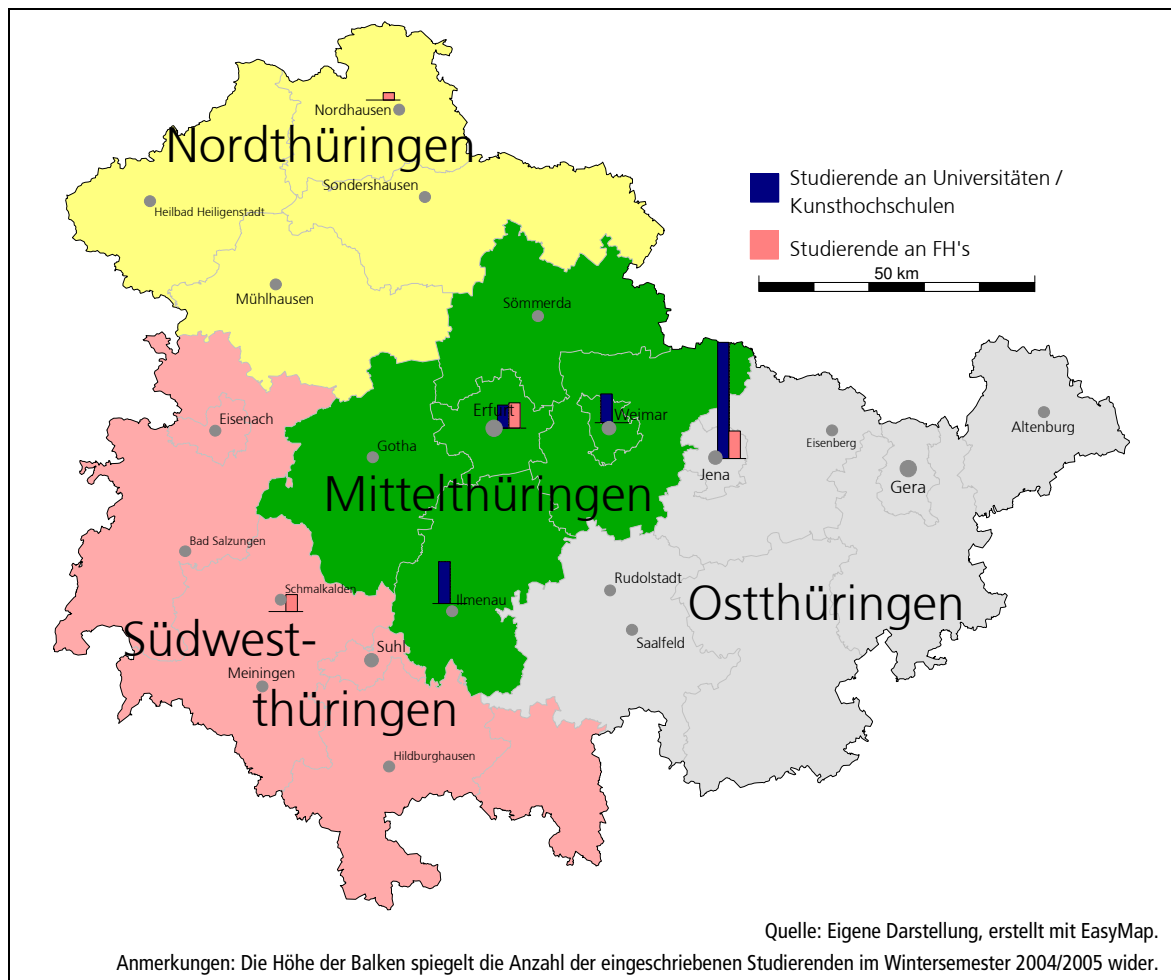 Nordhausen
Nordthüringen
Sondershausen
Heilbad Heiligenstadt
Mühlhausen
Studierende an Universitäten /
Kunsthochschulen
Studierende an FH's
50 km
Sömmerda
Eisenach
Erfurt
Weimar
Gotha
Jena
Eisenberg
Gera
Altenburg
Mittelthüringen
Bad Salzungen
Schmalkalden
Ilmenau
Rudolstadt
Saalfeld
Ostthüringen
Südwest-
thüringen
Suhl
Meiningen
Hildburghausen
Quelle: Eigene Darstellung, erstellt mit EasyMap.
Anmerkungen: Die Höhe der Balken spiegelt die Anzahl der eingeschriebenen Studierenden im Wintersemester 2004/2005 wider.